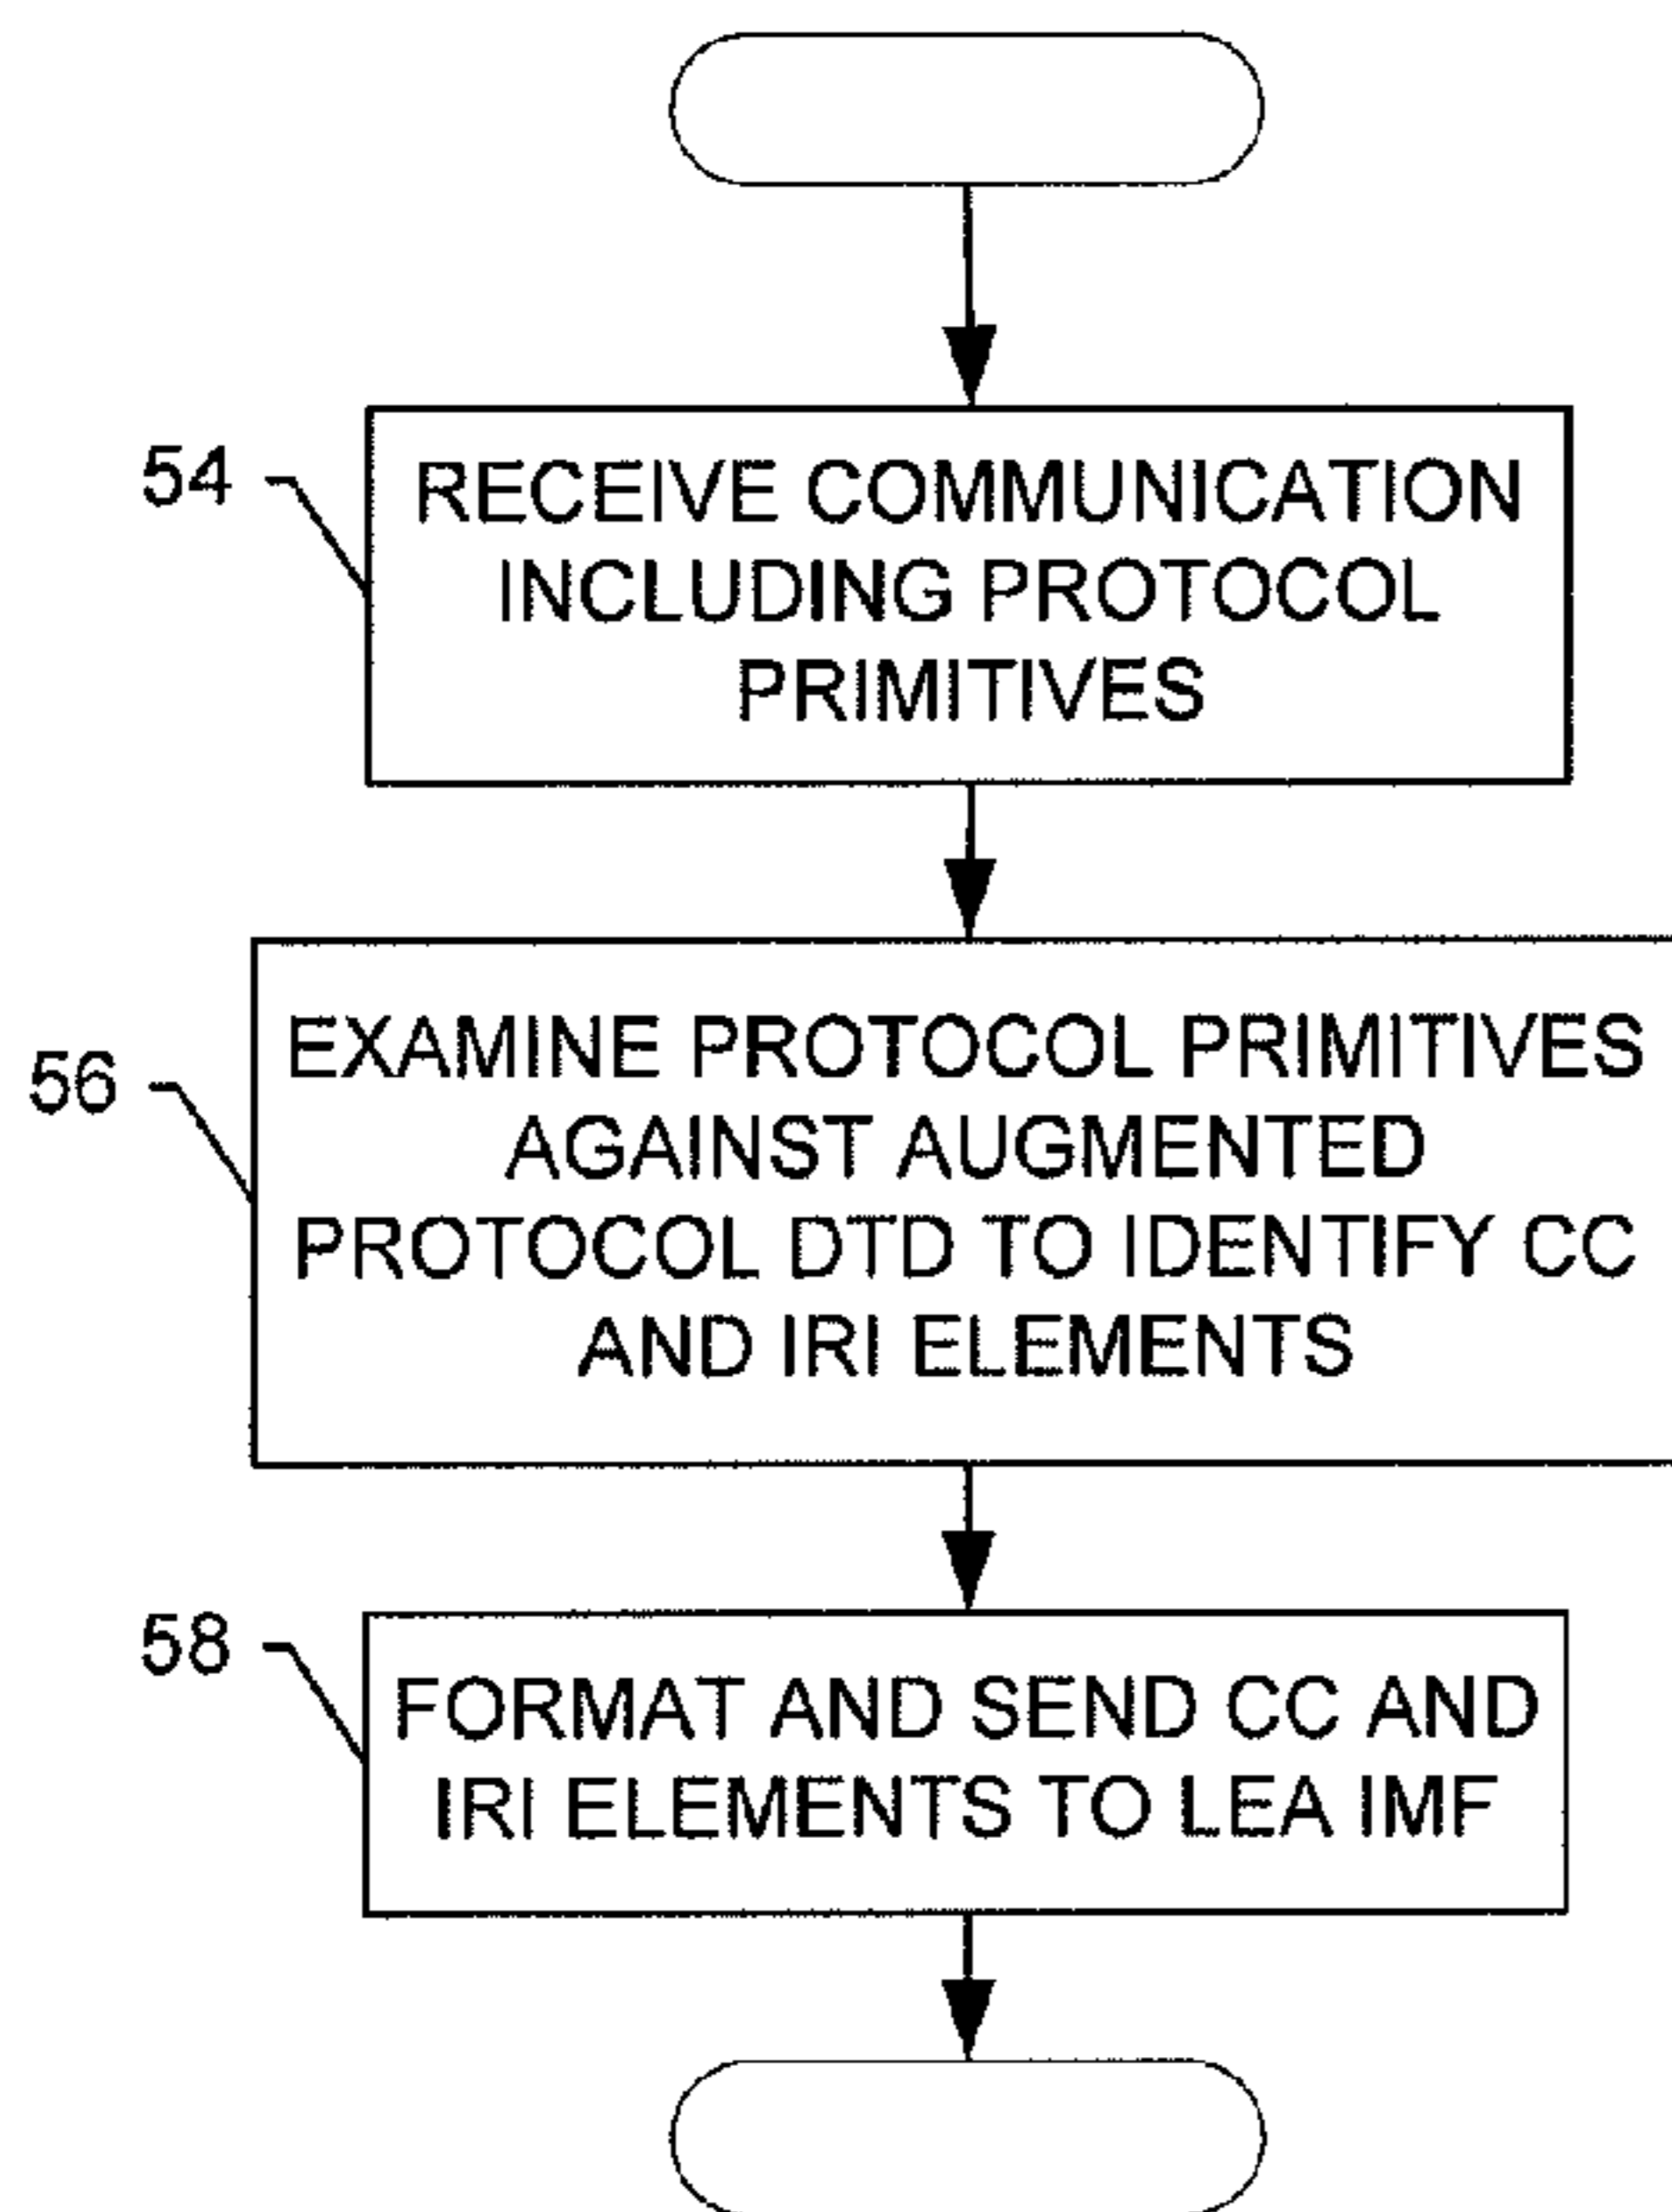 54
RECEIVE COMMUNICATION
INCLUDING PROTOCOL
PRIMITIVES
56
EXAMINE PROTOCOL PRIMITIVES
AGAINST AUGMENTED
PROTOCOL DTD TO IDENTIFY CC
AND IRI ELEMENTS
58
FORMAT AND SEND CC AND
IRI ELEMENTS TO LEA IMF